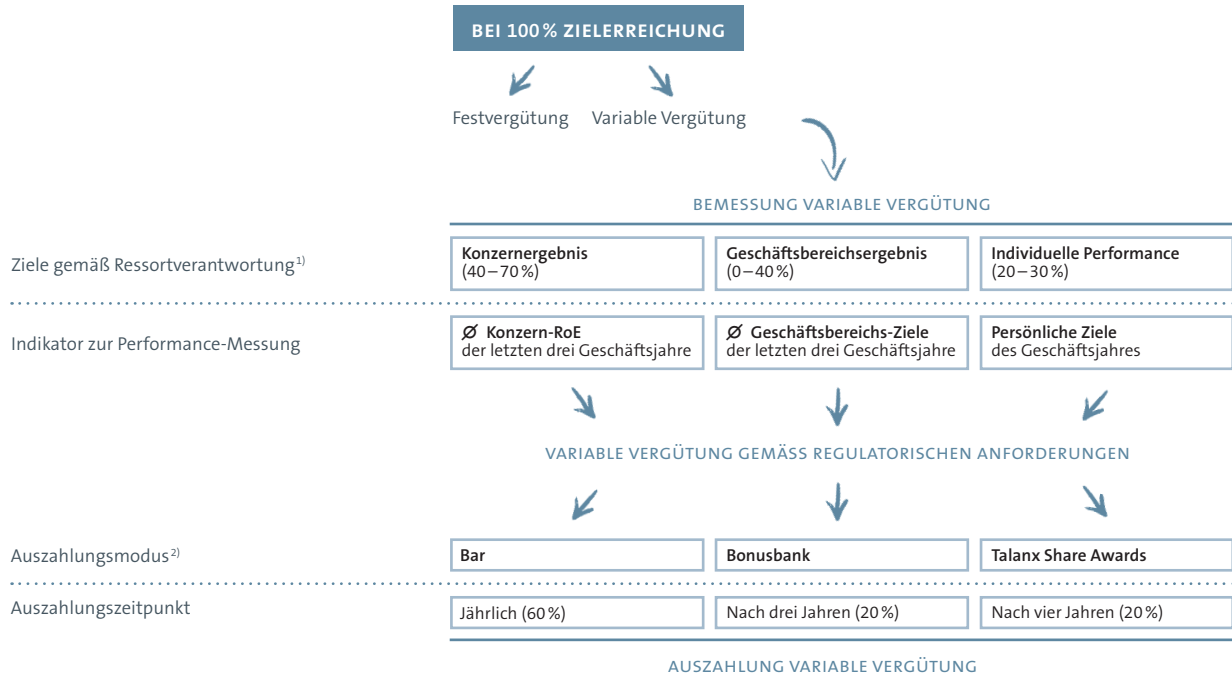 BEI 100 % ZIELERREICHUNG
Festvergütung Variable Vergütung
BEMESSUNG VARIABLE VERGÜTUNG
Ziele gemäß Ressortverantwortung1)
Konzernergebnis
(40–70 %)
Geschäftsbereichsergebnis
(0–40 %)
Individuelle Performance
(20–30 %)
Indikator zur Performance-Messung
Ø Konzern-RoE
der letzten drei Geschäftsjahre
Ø Geschäftsbereichs-Ziele
der letzten drei Geschäftsjahre
Persönliche Ziele
des Geschäftsjahres
VARIABLE VERGÜTUNG GEMÄSS REGULATORISCHEN ANFORDERUNGEN
Auszahlungsmodus2)
Bar
Bonusbank
Talanx Share Awards
Auszahlungszeitpunkt
Jährlich (60 %)
Nach drei Jahren (20 %)
Nach vier Jahren (20 %)
AUSZAHLUNG VARIABLE VERGÜTUNG